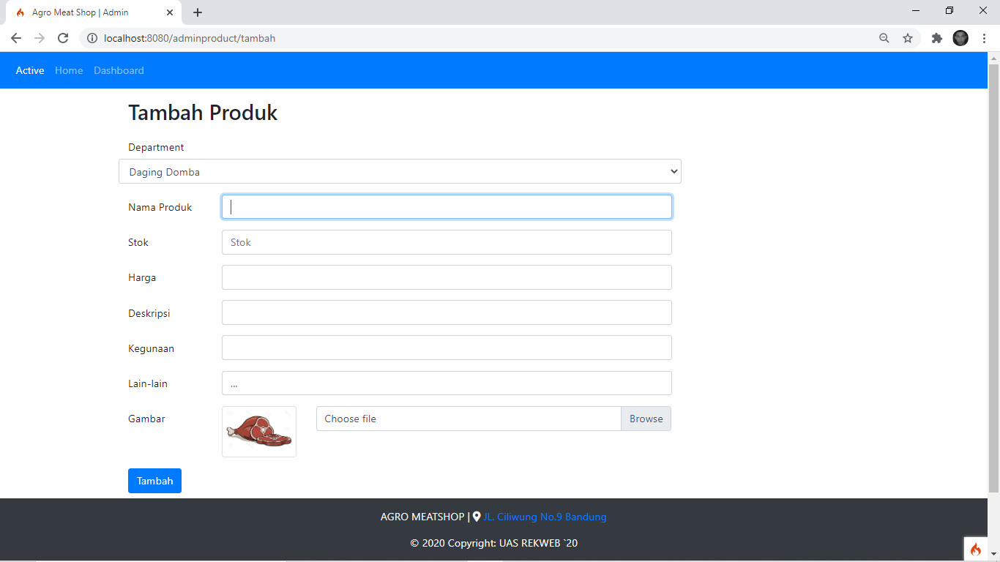 Agro Meat Shop | Admin
localhost:8080/adminproduct/tambah
Active Home Dashboard
Tambah Produk
Department
Daging Domba
Nama Produk
Stok Stok
Harga
Deskripsi
Kegunaan
Lain-lain ...
Gambar Choose file Browse
Tambah
AGRO MEATSHOP | JL. Ciliwung No.9 Bandung
© 2020 Copyright: UAS REKWEB `20